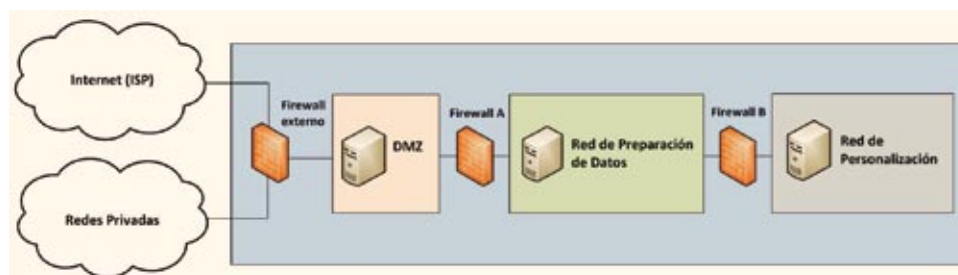 Internet (ISP)
Redes Privadas
Firewall
externo
DMZ
Firewall A
Red de Preparación
de Datos
Firewall B
Red de
Personalización